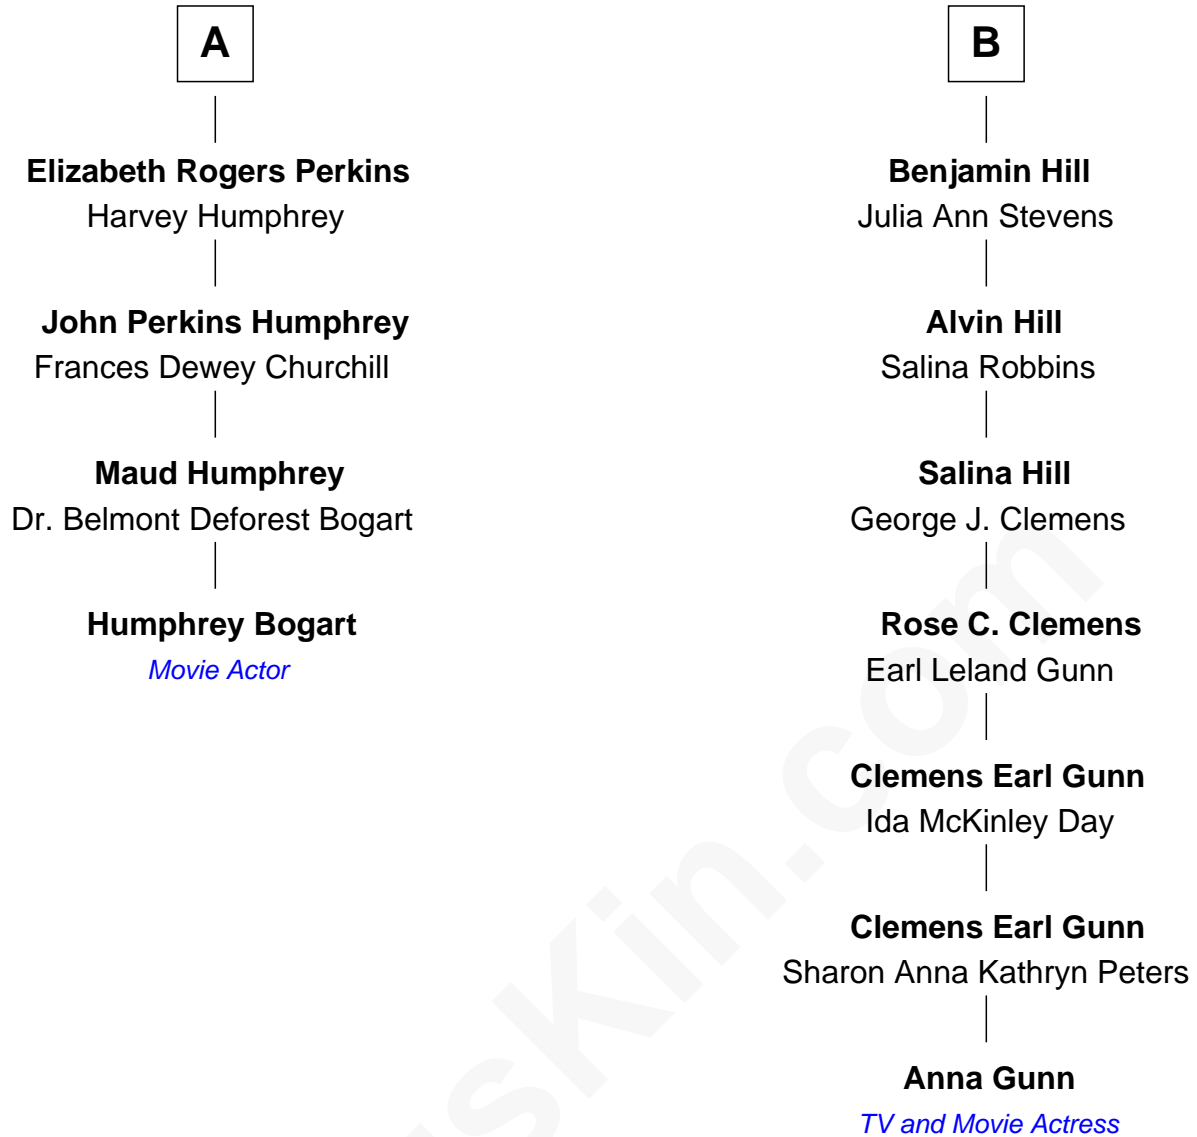 A
Elizabeth Rogers Perkins
Harvey Humphrey
John Perkins Humphrey
Frances Dewey Churchill
Maud Humphrey
Dr. Belmont Deforest Bogart
Humphrey Bogart
Movie Actor
B
Benjamin Hill
Julia Ann Stevens
Alvin Hill
Salina Robbins
Salina Hill
George J. Clemens
Rose C. Clemens
Earl Leland Gunn
Clemens Earl Gunn
Ida McKinley Day
Clemens Earl Gunn
Sharon Anna Kathryn Peters
Anna Gunn
TV and Movie Actress